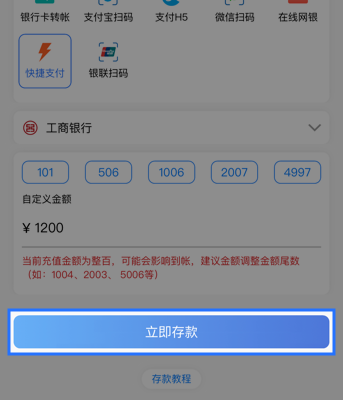 银行卡转帐 支付宝扫码 支付H5 微信扫码 在线网银
快捷支付 银联扫码
工商银行
101 506 1006 2007 4997
自定义金额
¥ 1200
当前充值金额为整百，可能会影响到帐，建议金额调整金额尾数
（如：1004、2003、 5006等）
立即存款
存款教程